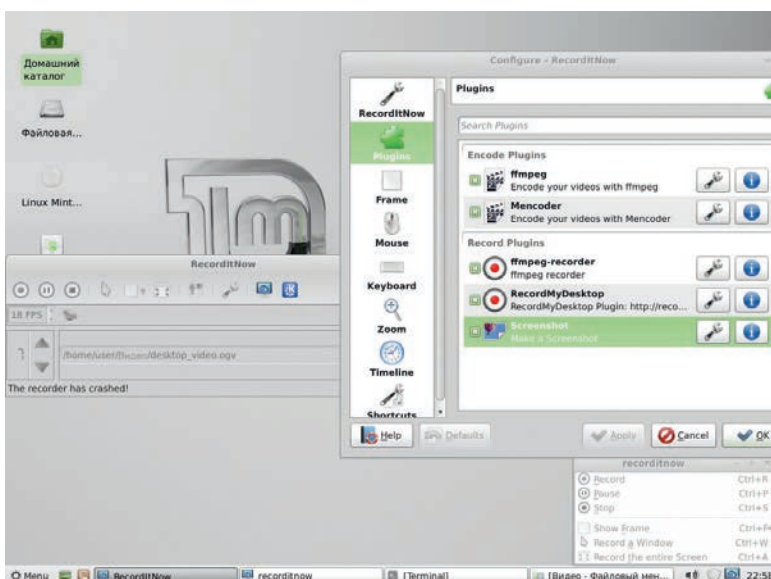 Домашний
каталог
Файловая...
Linux Mint...
Configure - RecordItNow
RecordItNow
Plugins
Frame
Mouse
Keyboard
Zoom
Timeline
Shortcuts
Plugins
Search Plugins
Encode Plugins
ffmpeg
Encode your videos with ffmpeg
Mencoder
Encode your videos with Mencoder
Record Plugins
ffmpeg-recorder
ffmpeg recorder
RecordMyDesktop
RecordMyDesktop Plugin: http://reco...
Screenshot
Make a Screenshot
Help
Defaults
Apply
Cancel
OK
RecordItNow
18 FPS
/home/user/Видео/desktop_video.ogv
The recorder has crashed!
recorditnow
Record Ctrl+R
Pause Ctrl+P
Stop Ctrl+S
Show Frame Ctrl+F
Record a Window Ctrl+W
Record the entire Screen Ctrl+A
Menu
RecordItNow
recorditnow
[Terminal]
[Видео - Файловый мен...
22:51